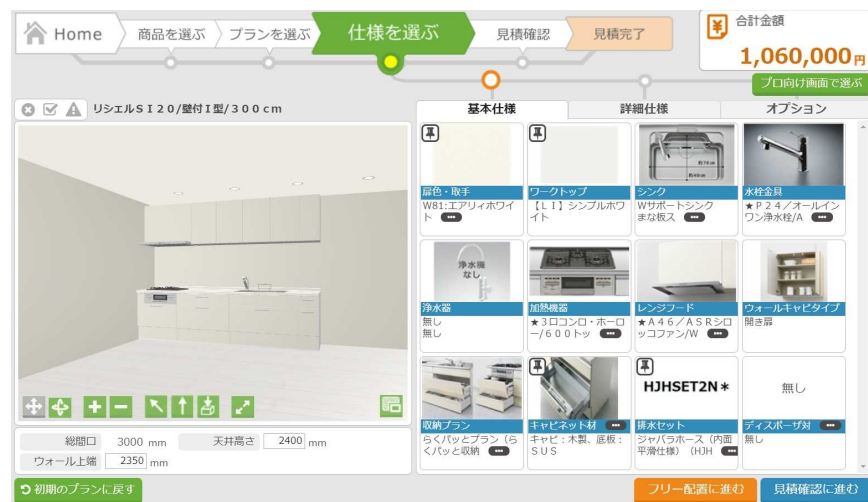 Home
商品を選ぶ
プランを選ぶ
仕様を選ぶ
見積確認
見積完了
合計金額
1,060,000円
プロ向け画面で選ぶ
リシェルＳＩ２０/壁付Ｉ型/３００ｃｍ
基本仕様
詳細仕様
オプション
扉色・取手
W81:エアリィホワイ
ト
ワークトップ
【ＬＩ】シンプルホワ
イト
約76㎝
シンク
Wサポートシンク
まな板ス
水栓金具
★Ｐ２４／オールイン
ワン浄水栓/A
浄水機
なし
浄水器
無し
無し
加熱機器
★３口コンロ・ホーロ
ー/６００トッ
レンジフード
★Ａ４６／ＡＳＲシロ
ッコファン/W
ウォールキャビタイプ
開き扉
収納プラン
らくパッとプラン（ら
くパッと収納
キャビネット材
キャビ：木製、底板：
ＳＵＳ
HJHSET2N＊
排水セット
ジャバラホース（内面
平滑仕様）（HJH
無し
ディスポーザ対
無し
総間口 3000 mm
天井高さ 2400 mm
ウォール上端 2350 mm
初期のプランに戻す
フリー配置に進む
見積確認に進む